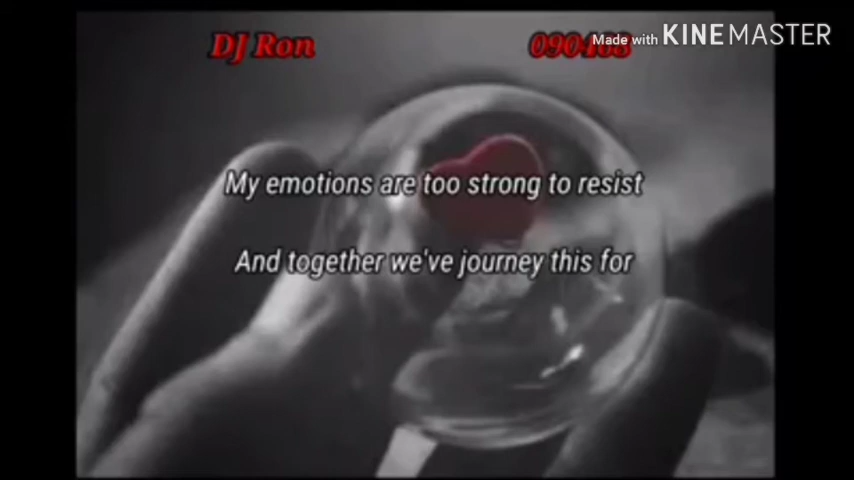 DJ Ron
Made with KINEMASTER
My emotions are too strong to resist
And together we've journey this for